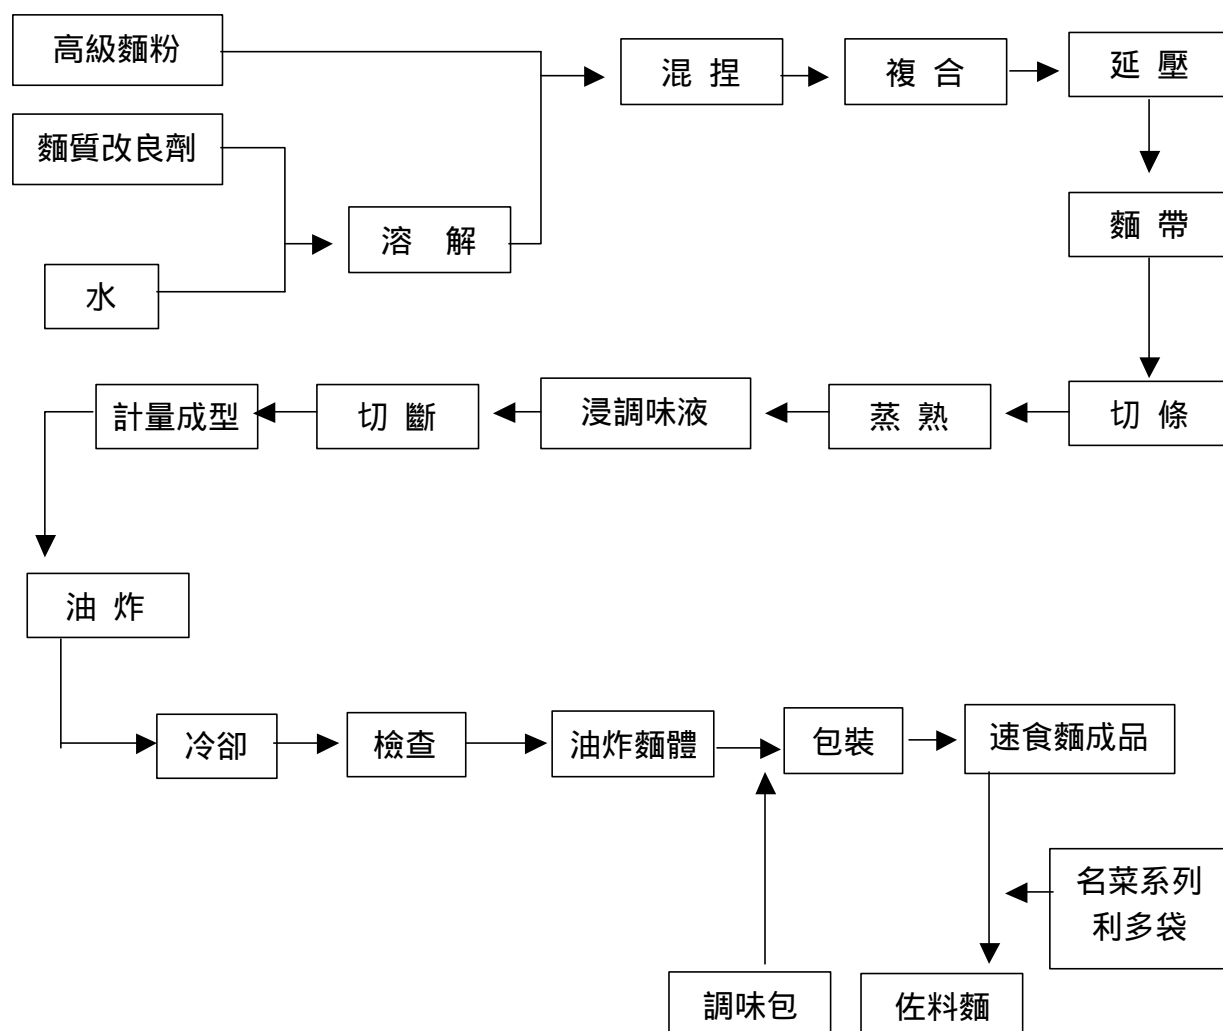 高級麵粉
混 捏
複 合
延 壓
麵質改良劑
溶 解
麵 帶
水
計量成型
切 斷
浸調味液
蒸 熟
切 條
油 炸
冷卻
檢查
油炸麵體
包裝
速食麵成品
名菜系列
利多袋
調味包
佐料麵